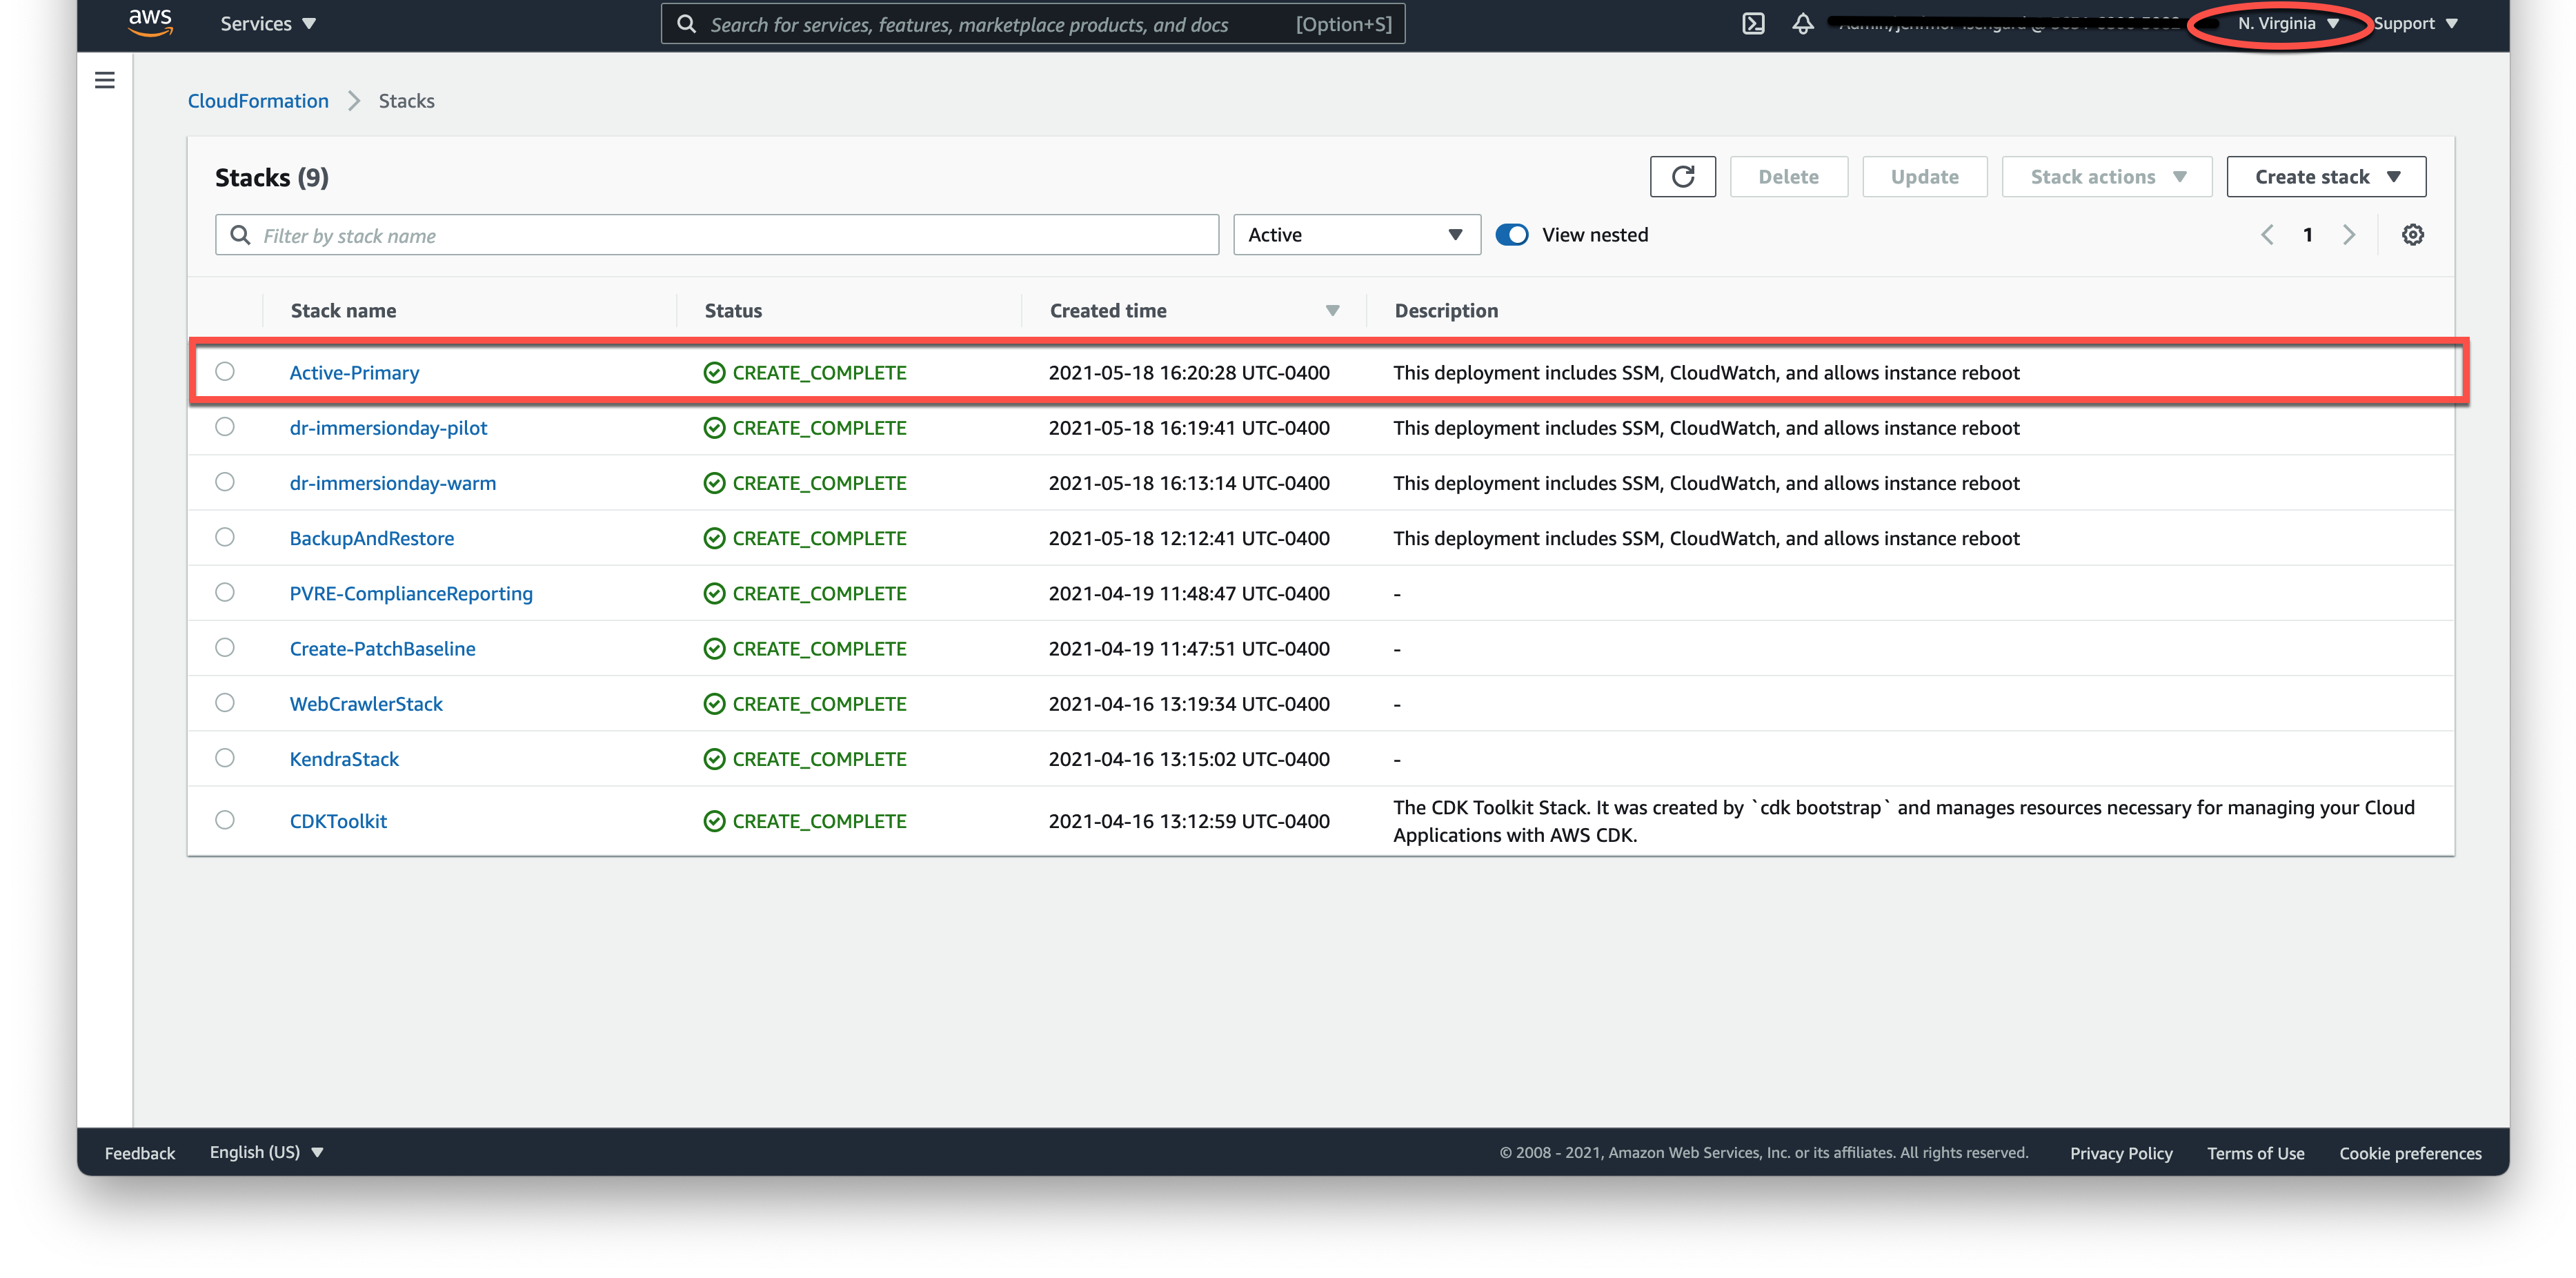 aws Services Search for services, features, marketplace products, and docs [Option+S] N. Virginia Support
CloudFormation Stacks
Stacks (9) Delete Update Stack actions Create stack
Filter by stack name Active View nested 1
Stack name Status Created time Description
Active-Primary CREATE_COMPLETE 2021-05-18 16:20:28 UTC-0400 This deployment includes SSM, CloudWatch, and allows instance reboot
dr-immersionday-pilot CREATE_COMPLETE 2021-05-18 16:19:41 UTC-0400 This deployment includes SSM, CloudWatch, and allows instance reboot
dr-immersionday-warm CREATE_COMPLETE 2021-05-18 16:13:14 UTC-0400 This deployment includes SSM, CloudWatch, and allows instance reboot
BackupAndRestore CREATE_COMPLETE 2021-05-18 12:12:41 UTC-0400 This deployment includes SSM, CloudWatch, and allows instance reboot
PVRE-ComplianceReporting CREATE_COMPLETE 2021-04-19 11:48:47 UTC-0400 -
Create-PatchBaseline CREATE_COMPLETE 2021-04-19 11:47:51 UTC-0400 -
WebCrawlerStack CREATE_COMPLETE 2021-04-16 13:19:34 UTC-0400 -
KendraStack CREATE_COMPLETE 2021-04-16 13:15:02 UTC-0400 -
CDKToolkit CREATE_COMPLETE 2021-04-16 13:12:59 UTC-0400 The CDK Toolkit Stack. It was created by `cdk bootstrap` and manages resources necessary for managing your Cloud
Applications with AWS CDK.
Feedback English (US) © 2008 - 2021, Amazon Web Services, Inc. or its affiliates. All rights reserved. Privacy Policy Terms of Use Cookie preferences